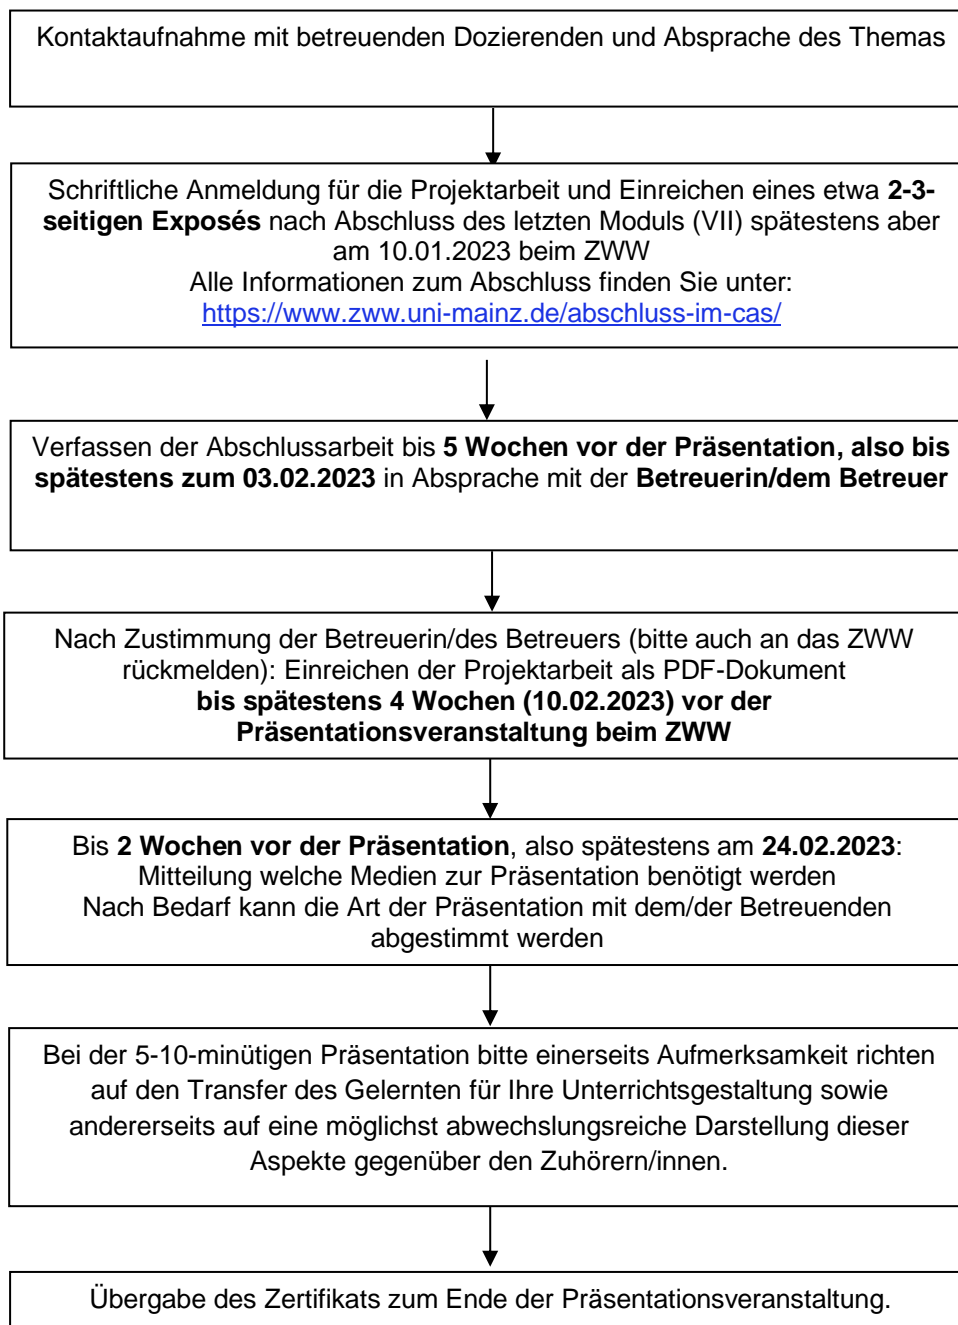 Kontaktaufnahme mit betreuenden Dozierenden und Absprache des Themas
Schriftliche Anmeldung für die Projektarbeit und Einreichen eines etwa 2-3-
seitigen Exposés nach Abschluss des letzten Moduls (VII) spätestens aber
am 10.01.2023 beim ZWW
Alle Informationen zum Abschluss finden Sie unter:
https://www.zww.uni-mainz.de/abschluss-im-cas/
Verfassen der Abschlussarbeit bis 5 Wochen vor der Präsentation, also bis
spätestens zum 03.02.2023 in Absprache mit der Betreuerin/dem Betreuer
Nach Zustimmung der Betreuerin/des Betreuers (bitte auch an das ZWW
rückmelden): Einreichen der Projektarbeit als PDF-Dokument
bis spätestens 4 Wochen (10.02.2023) vor der
Präsentationsveranstaltung beim ZWW
Bis 2 Wochen vor der Präsentation, also spätestens am 24.02.2023:
Mitteilung welche Medien zur Präsentation benötigt werden
Nach Bedarf kann die Art der Präsentation mit dem/der Betreuenden
abgestimmt werden
Bei der 5-10-minütigen Präsentation bitte einerseits Aufmerksamkeit richten
auf den Transfer des Gelernten für Ihre Unterrichtsgestaltung sowie
andererseits auf eine möglichst abwechslungsreiche Darstellung dieser
Aspekte gegenüber den Zuhörern/innen.
Übergabe des Zertifikats zum Ende der Präsentationsveranstaltung.